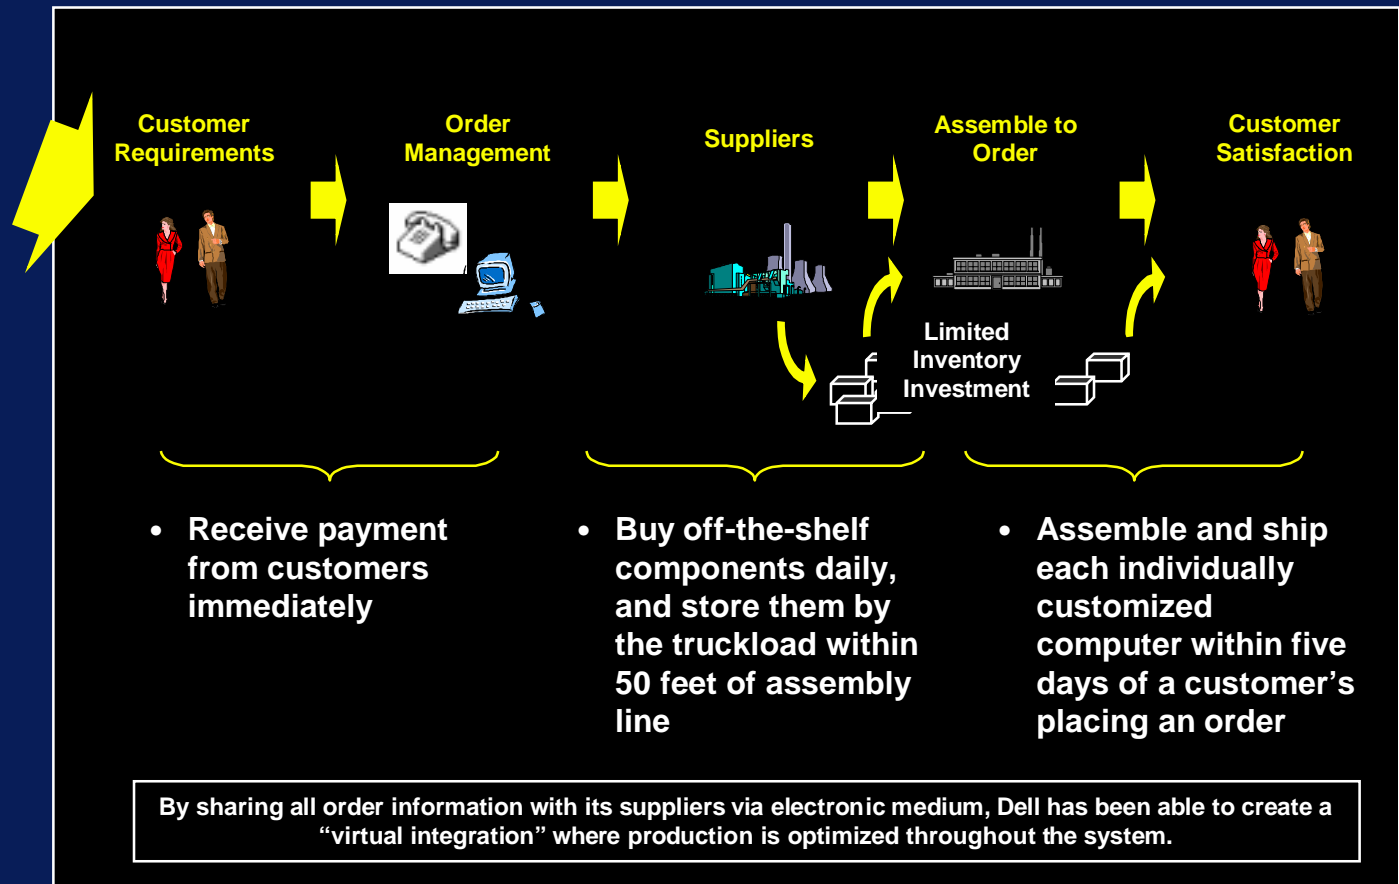 Customer
Requirements
Order
Management
Suppliers
Assemble to
Order
Customer
Satisfaction
Limited
Inventory
Investment
• Receive payment
from customers
immediately
• Buy off-the-shelf
components daily,
and store them by
the truckload within
50 feet of assembly
line
• Assemble and ship
each individually
customized
computer within five
days of a customer’s
placing an order
By sharing all order information with its suppliers via electronic medium, Dell has been able to create a
“virtual integration” where production is optimized throughout the system.